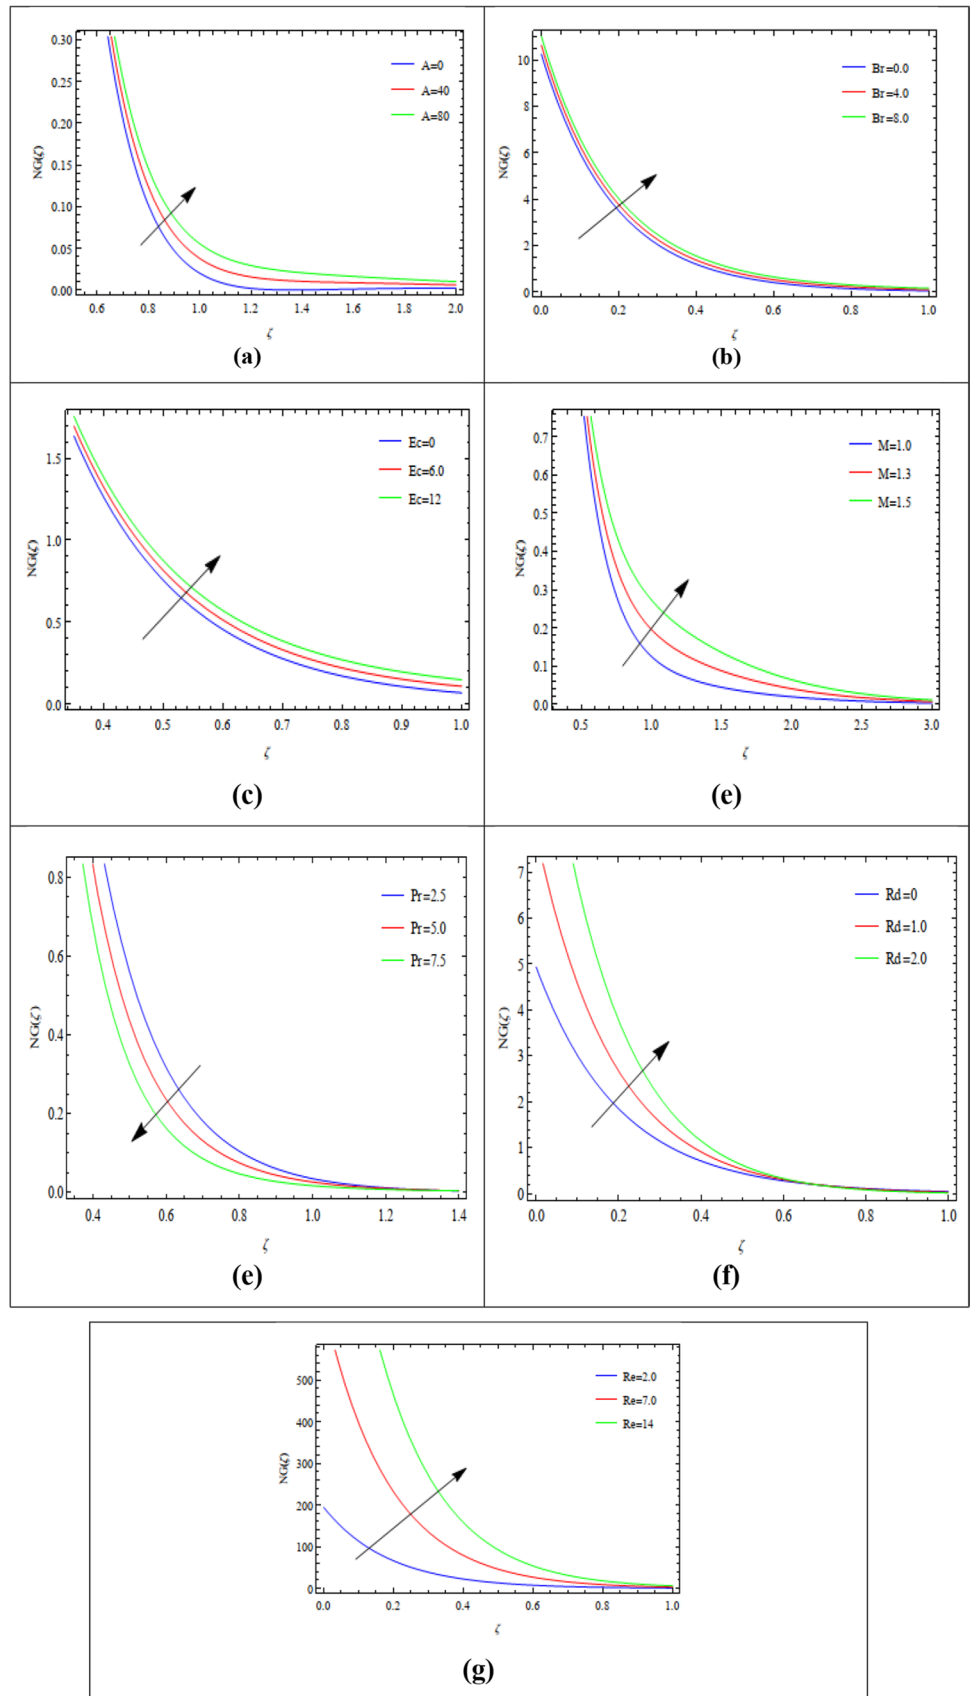 0.30
0.25
0.20
0.15
0.10
0.05
0.00
NG(ζ)
A=0
A=40
A=80
0.6 0.8 1.0 1.2 1.4 1.6 1.8 2.0
ζ
(a)
10
8
6
4
2
0
NG(ζ)
Br=0.0
Br=4.0
Br=8.0
0.0 0.2 0.4 0.6 0.8 1.0
ζ
(b)
1.5
1.0
0.5
0.0
NG(ζ)
Ec=0
Ec=6.0
Ec=12
0.4 0.5 0.6 0.7 0.8 0.9 1.0
ζ
(c)
0.7
0.6
0.5
0.4
0.3
0.2
0.1
0.0
NG(ζ)
M=1.0
M=1.3
M=1.5
0.5 1.0 1.5 2.0 2.5 3.0
ζ
(e)
0.8
0.6
0.4
0.2
0.0
NG(ζ)
Pr=2.5
Pr=5.0
Pr=7.5
0.4 0.6 0.8 1.0 1.2 1.4
ζ
(e)
7
6
5
4
3
2
1
0
NG(ζ)
Rd=0
Rd=1.0
Rd=2.0
0.0 0.2 0.4 0.6 0.8 1.0
ζ
(f)
500
400
300
200
100
0
NG(ζ)
Re=2.0
Re=7.0
Re=14
0.0 0.2 0.4 0.6 0.8 1.0
ζ
(g)